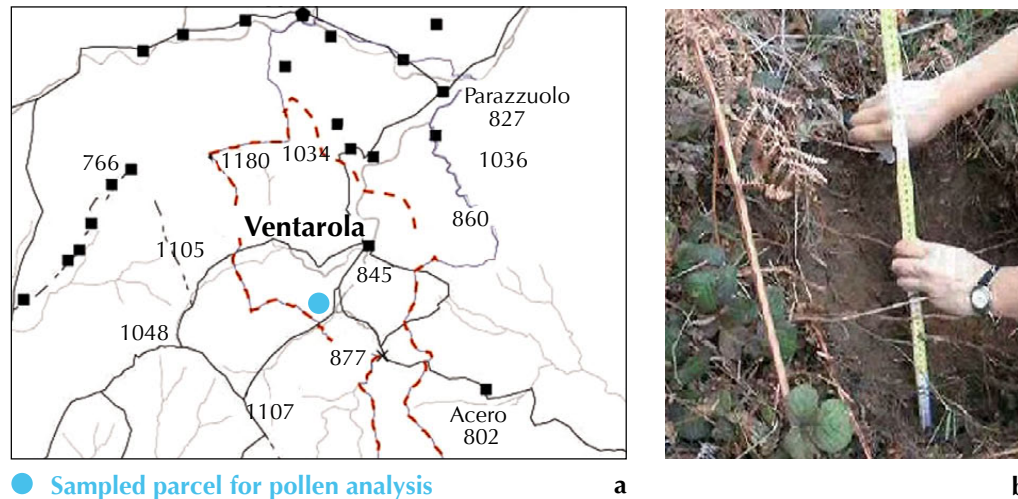 Parazzuolo
827
766
1180
1034
1036
Ventarola
860
1105
845
1048
877
1107
Acero
802
Sampled parcel for pollen analysis
a
b